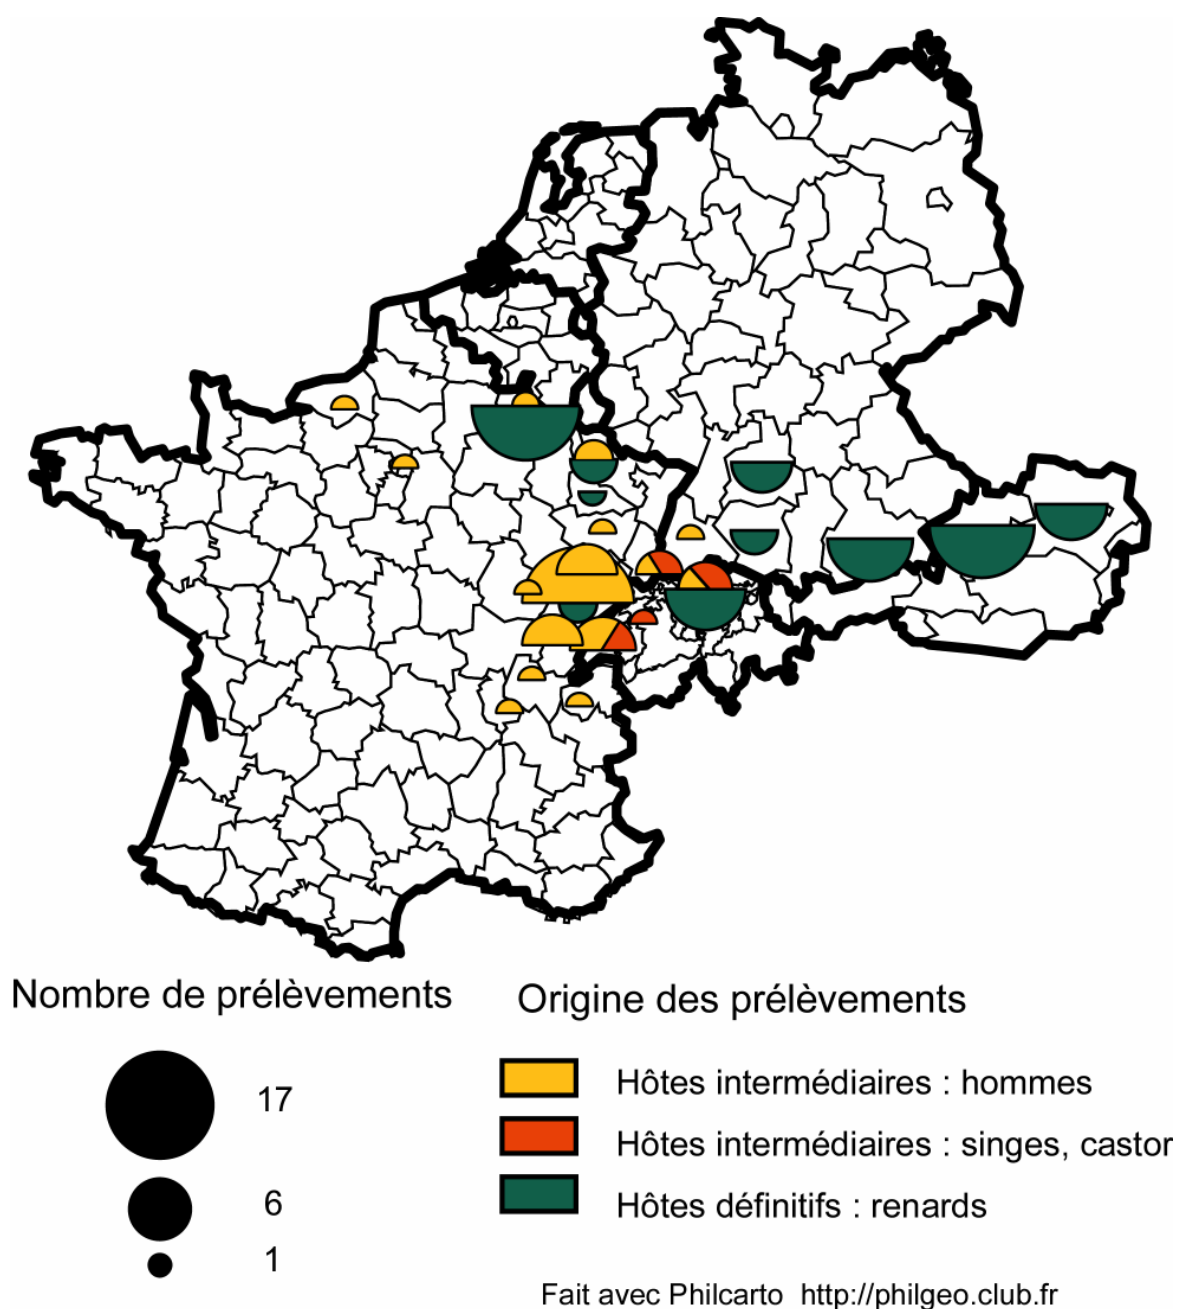 Nombre de prélèvements
17
6
1
Origine des prélèvements
Hôtes intermédiaires : hommes
Hôtes intermédiaires : singes, castor
Hôtes définitifs : renards
Fait avec Philcarto http://philgeo.club.fr